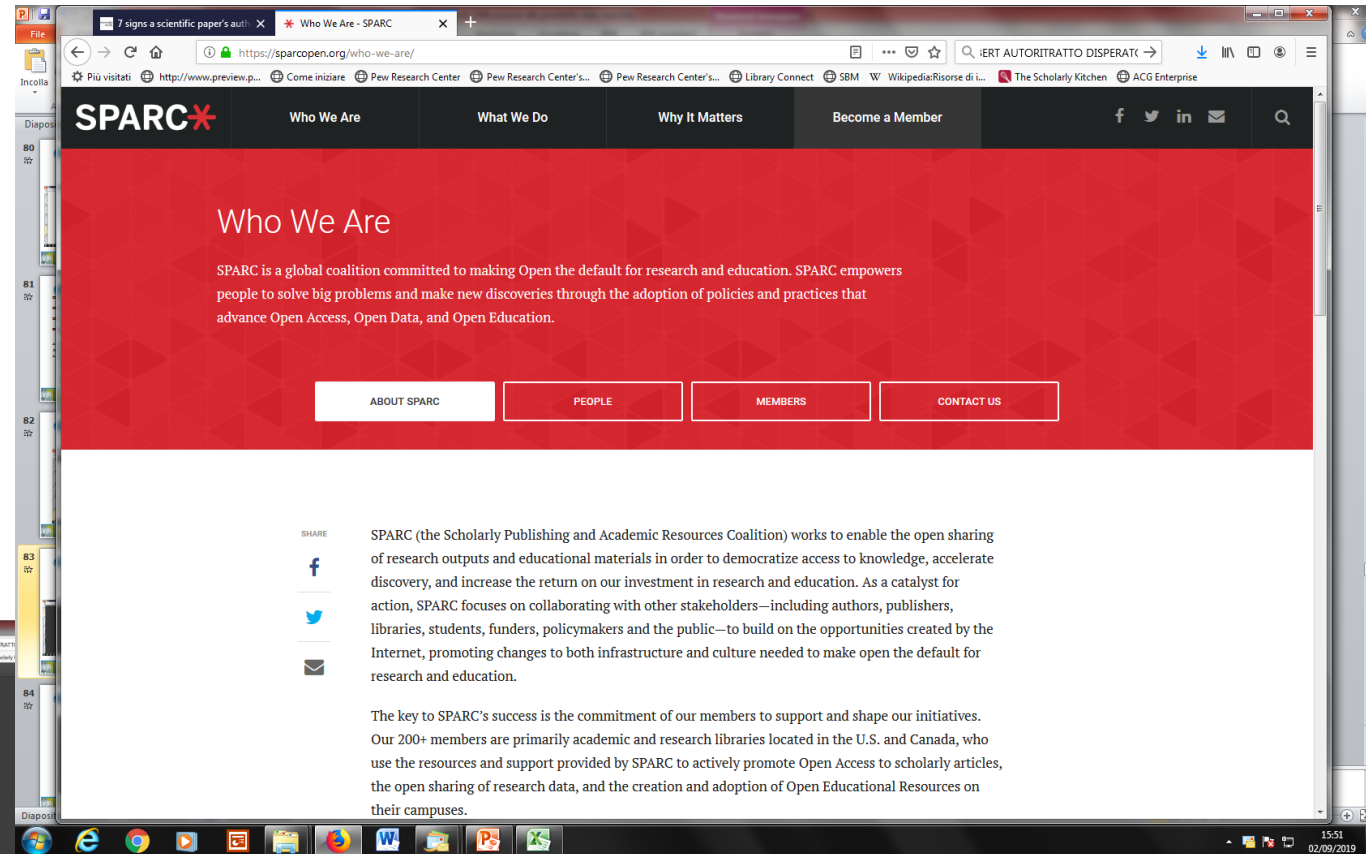 7 signs a scientific paper's auth
Who We Are - SPARC
File
https://sparcopen.org/who-we-are/
ERT AUTORITRATTO DISPERAT
Incolla
Più visitati
http://www.preview.p...
Come iniziare
Pew Research Center
Pew Research Center's...
Pew Research Center's...
Library Connect
SBM
Wikipedia:Risorse di i...
The Scholarly Kitchen
ACG Enterprise
SPARC
Who We Are
What We Do
Why It Matters
Become a Member
Diapos
80
81
82
83
84
Who We Are
SPARC is a global coalition committed to making Open the default for research and education. SPARC empowers
people to solve big problems and make new discoveries through the adoption of policies and practices that
advance Open Access, Open Data, and Open Education.
ABOUT SPARC
PEOPLE
MEMBERS
CONTACT US
SHARE
SPARC (the Scholarly Publishing and Academic Resources Coalition) works to enable the open sharing
of research outputs and educational materials in order to democratize access to knowledge, accelerate
discovery, and increase the return on our investment in research and education. As a catalyst for
action, SPARC focuses on collaborating with other stakeholders—including authors, publishers,
libraries, students, funders, policymakers and the public—to build on the opportunities created by the
Internet, promoting changes to both infrastructure and culture needed to make open the default for
research and education.
The key to SPARC's success is the commitment of our members to support and shape our initiatives.
Our 200+ members are primarily academic and research libraries located in the U.S. and Canada, who
use the resources and support provided by SPARC to actively promote Open Access to scholarly articles,
the open sharing of research data, and the creation and adoption of Open Educational Resources on
their campuses.
Diaposit
15:51
02/09/2019